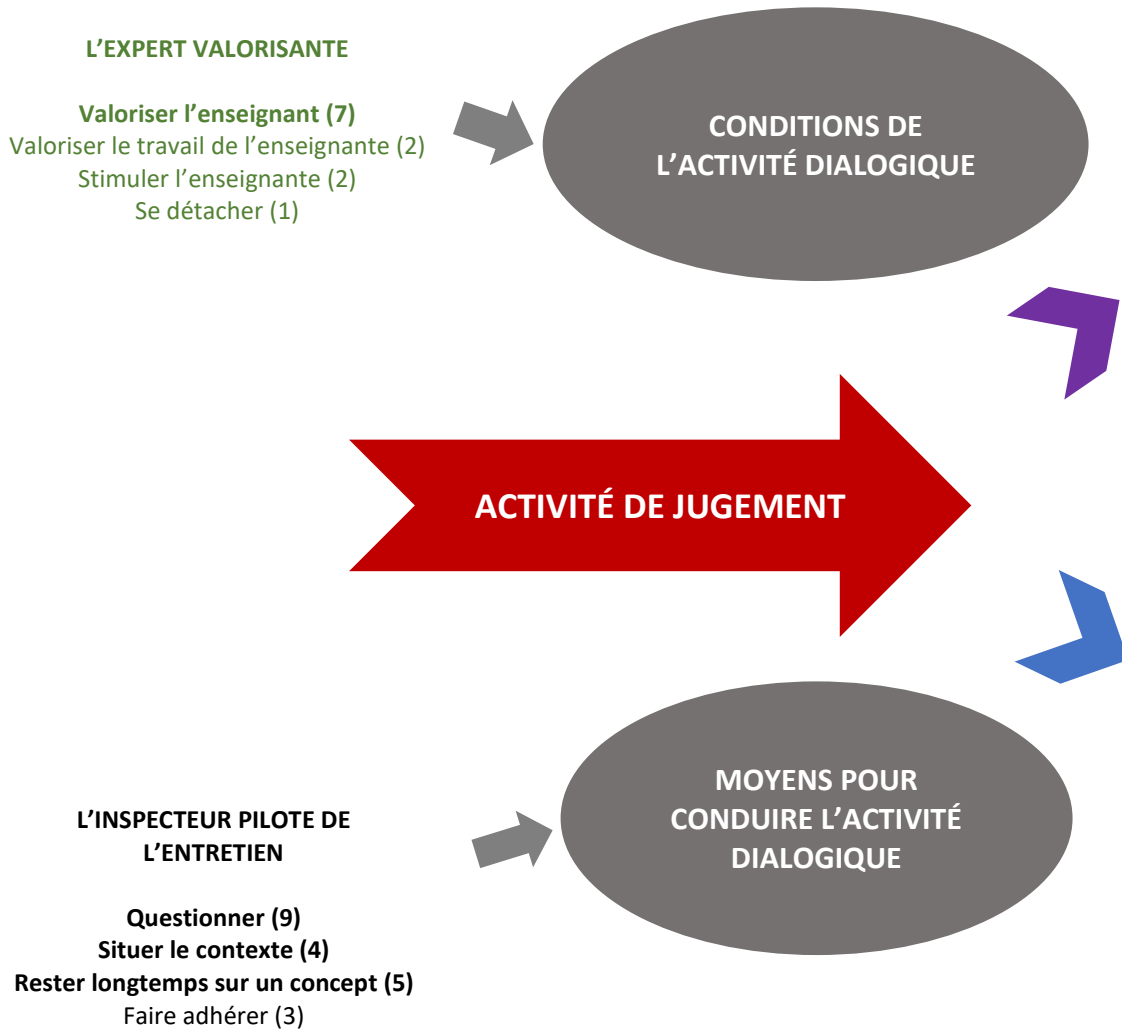 L’EXPERT VALORISANTE
Valoriser l’enseignant (7)
Valoriser le travail de l’enseignante (2)
Stimuler l’enseignante (2)
Se détacher (1)
CONDITIONS DE
L’ACTIVITÉ DIALOGIQUE
ACTIVITÉ DE JUGEMENT
MOYENS POUR
CONDUIRE L’ACTIVITÉ
DIALOGIQUE
L’INSPECTEUR PILOTE DE
L’ENTRETIEN
Questionner (9)
Situer le contexte (4)
Rester longtemps sur un concept (5)
Faire adhérer (3)